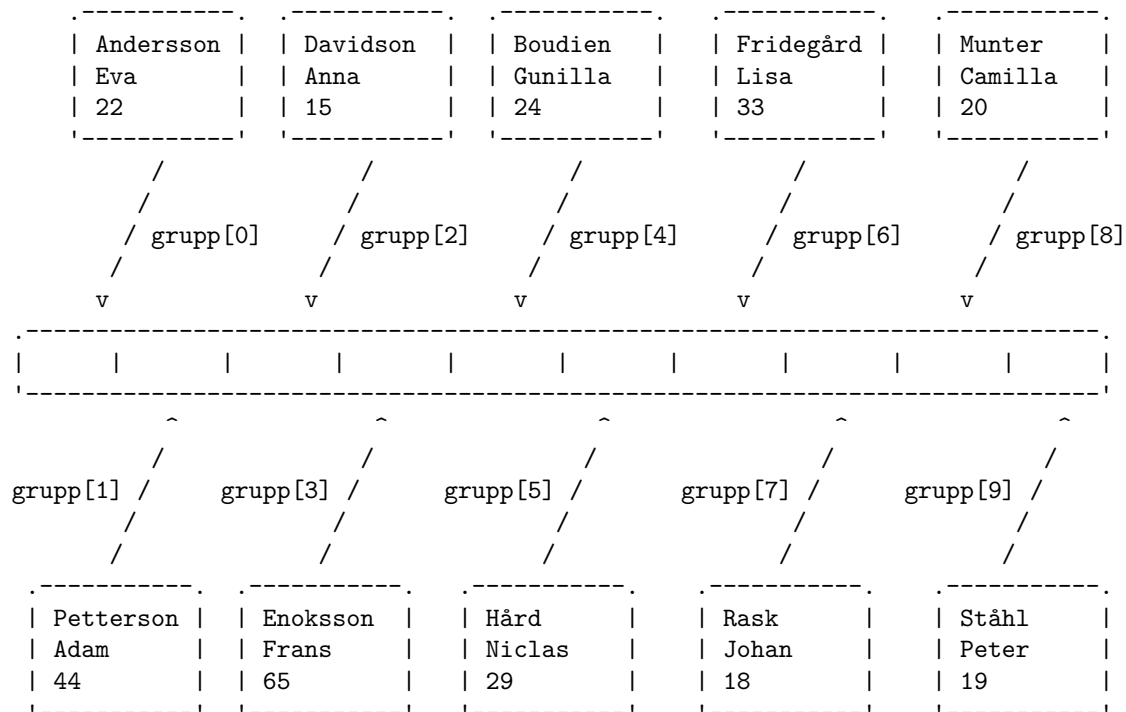 Andersson Davidson Boudien Fridegård Munter
Eva Anna Gunilla Lisa Camilla
22 15 24 33 20
grupp[0] grupp[2] grupp[4] grupp[6] grupp[8]
grupp[1] grupp[3] grupp[5] grupp[7] grupp[9]
Petterson Enoksson Hård Rask Ståhl
Adam Frans Niclas Johan Peter
44 65 29 18 19